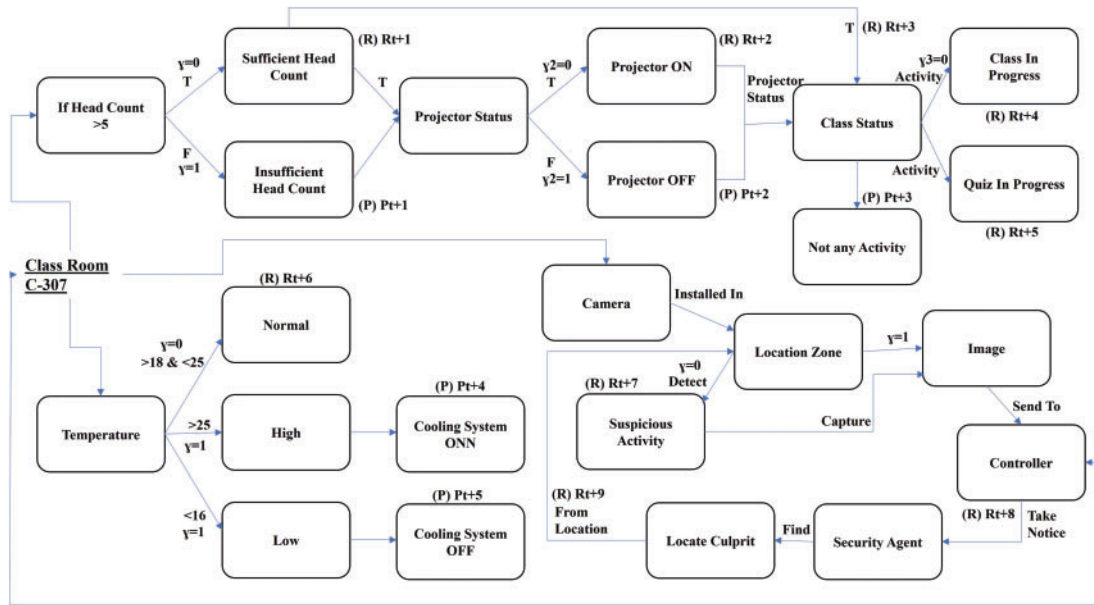 T (R) Rt+3
(R) Rt+1
Sufficient Head
Count
ɣ=0
T
If Head Count
>5
F
ɣ=1
Insufficient
Head Count
(P) Pt+1
T
Projector Status
ɣ2=0
T
(R) Rt+2
Projector ON
F
ɣ2=1
Projector OFF
(P) Pt+2
Projector
Status
Class Status
ɣ3=0
Activity
Class In
Progress
(R) Rt+4
Activity
Quiz In Progress
(R) Rt+5
(P) Pt+3
Not any Activity
Class Room
C-307
(R) Rt+6
Normal
ɣ=0
>18 & <25
Temperature
>25
ɣ=1
High
(P) Pt+4
Cooling System
ONN
<16
ɣ=1
Low
(P) Pt+5
Cooling System
OFF
Camera
Installed In
Location Zone
ɣ=1
Image
ɣ=0
Detect
(R) Rt+7
Suspicious
Activity
Capture
Send To
Controller
(R) Rt+8
Take
Notice
Security Agent
Find
Locate Culprit
(R) Rt+9
From
Location